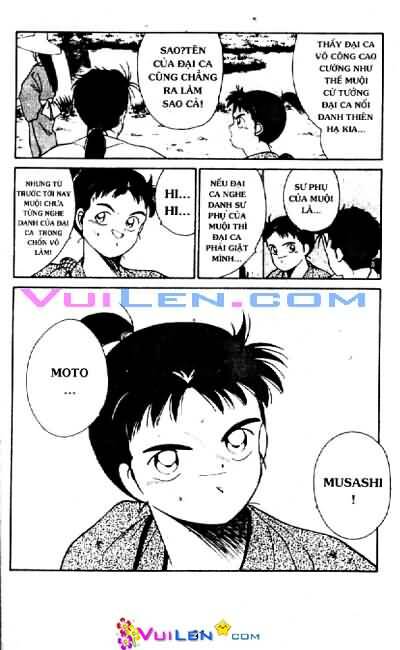 THẤY ĐẠI CA
VÕ CÔNG CAO
CƯỜNG NHƯ
THẾ MUỘI
CỨ TƯỞNG
ĐẠI CA NỔI
DANH THIÊN
HẠ KIA...
SAO?TÊN
CỦA ĐẠI CA
CŨNG CHẲNG
RA LÀM
SAO CẢ!
SƯ PHỤ
CỦA MUỘI
LÀ...
NẾU ĐẠI
CA NGHE
DANH SƯ
PHỤ CỦA
MUỘI THÌ
ĐẠI CA
PHẢI GIẬT
MÌNH...
HI...
HI...
NHƯNG TỪ
TRƯỚC TỚI NAY
MUỘI CHƯA
TỪNG NGHE
DANH CỦA ĐẠI
CA TRONG
CHỐN VÕ
LÂM!
VUILEN.COM
MOTO
...
MUSASHI
!
VUILEN.COM